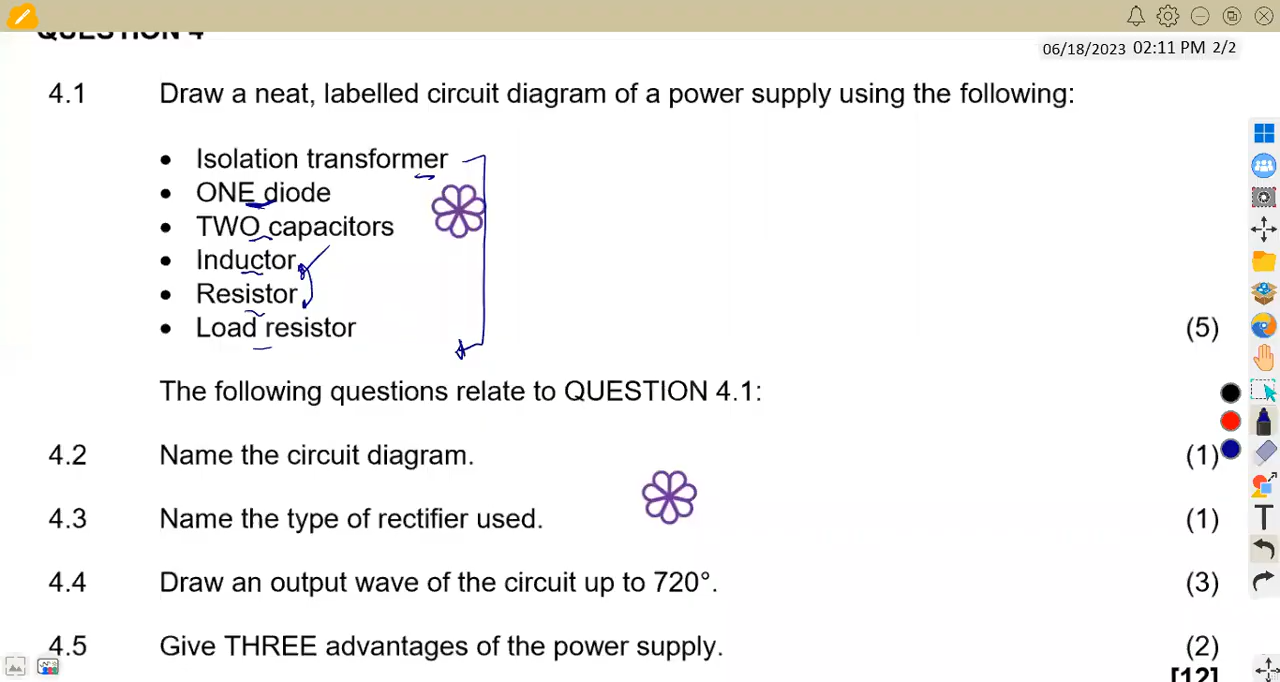 QUESTION 4
06/18/2023 02:11 PM 2/2
4.1 Draw a neat, labelled circuit diagram of a power supply using the following:
• Isolation transformer
• ONE diode
• TWO capacitors
• Inductor
• Resistor
• Load resistor (5)
The following questions relate to QUESTION 4.1:
4.2 Name the circuit diagram. (1)
4.3 Name the type of rectifier used. (1)
4.4 Draw an output wave of the circuit up to 720°. (3)
4.5 Give THREE advantages of the power supply. (2)
[12]